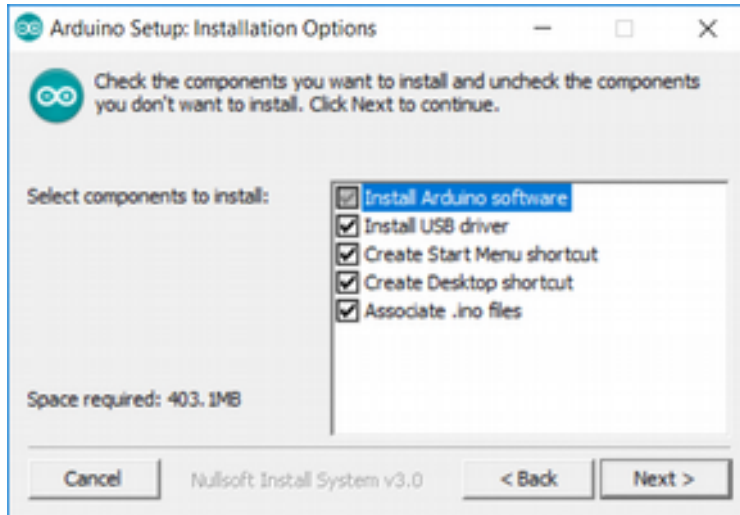 Arduino Setup: Installation Options
Check the components you want to install and uncheck the components
you don't want to install. Click Next to continue.
Select components to install:
Install Arduino software
Install USB driver
Create Start Menu shortcut
Create Desktop shortcut
Associate .ino files
Space required: 403.1MB
Cancel
Nullsoft Install System v3.0
< Back
Next >